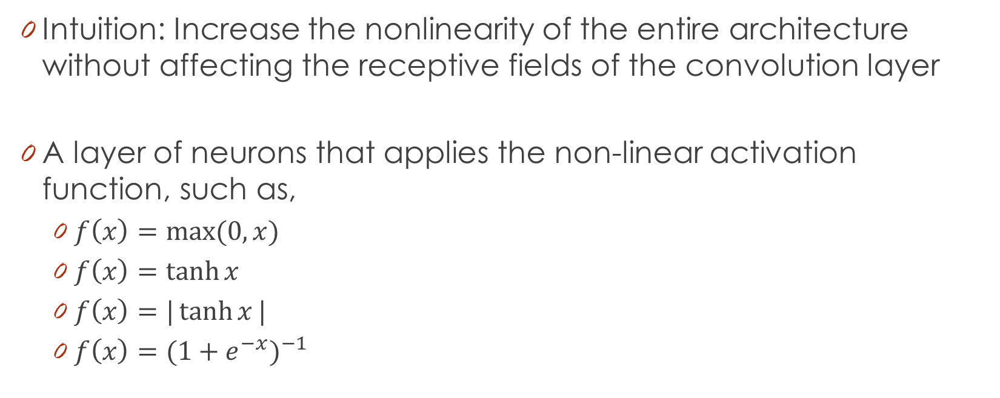 Intuition: Increase the nonlinearity of the entire architecture
without affecting the receptive fields of the convolution layer
A layer of neurons that applies the non-linear activation
function, such as,
f(x) = max(0, x)
f(x) = tanh x
f(x) = | tanh x |
f(x) = (1 + e⁻ˣ)⁻¹